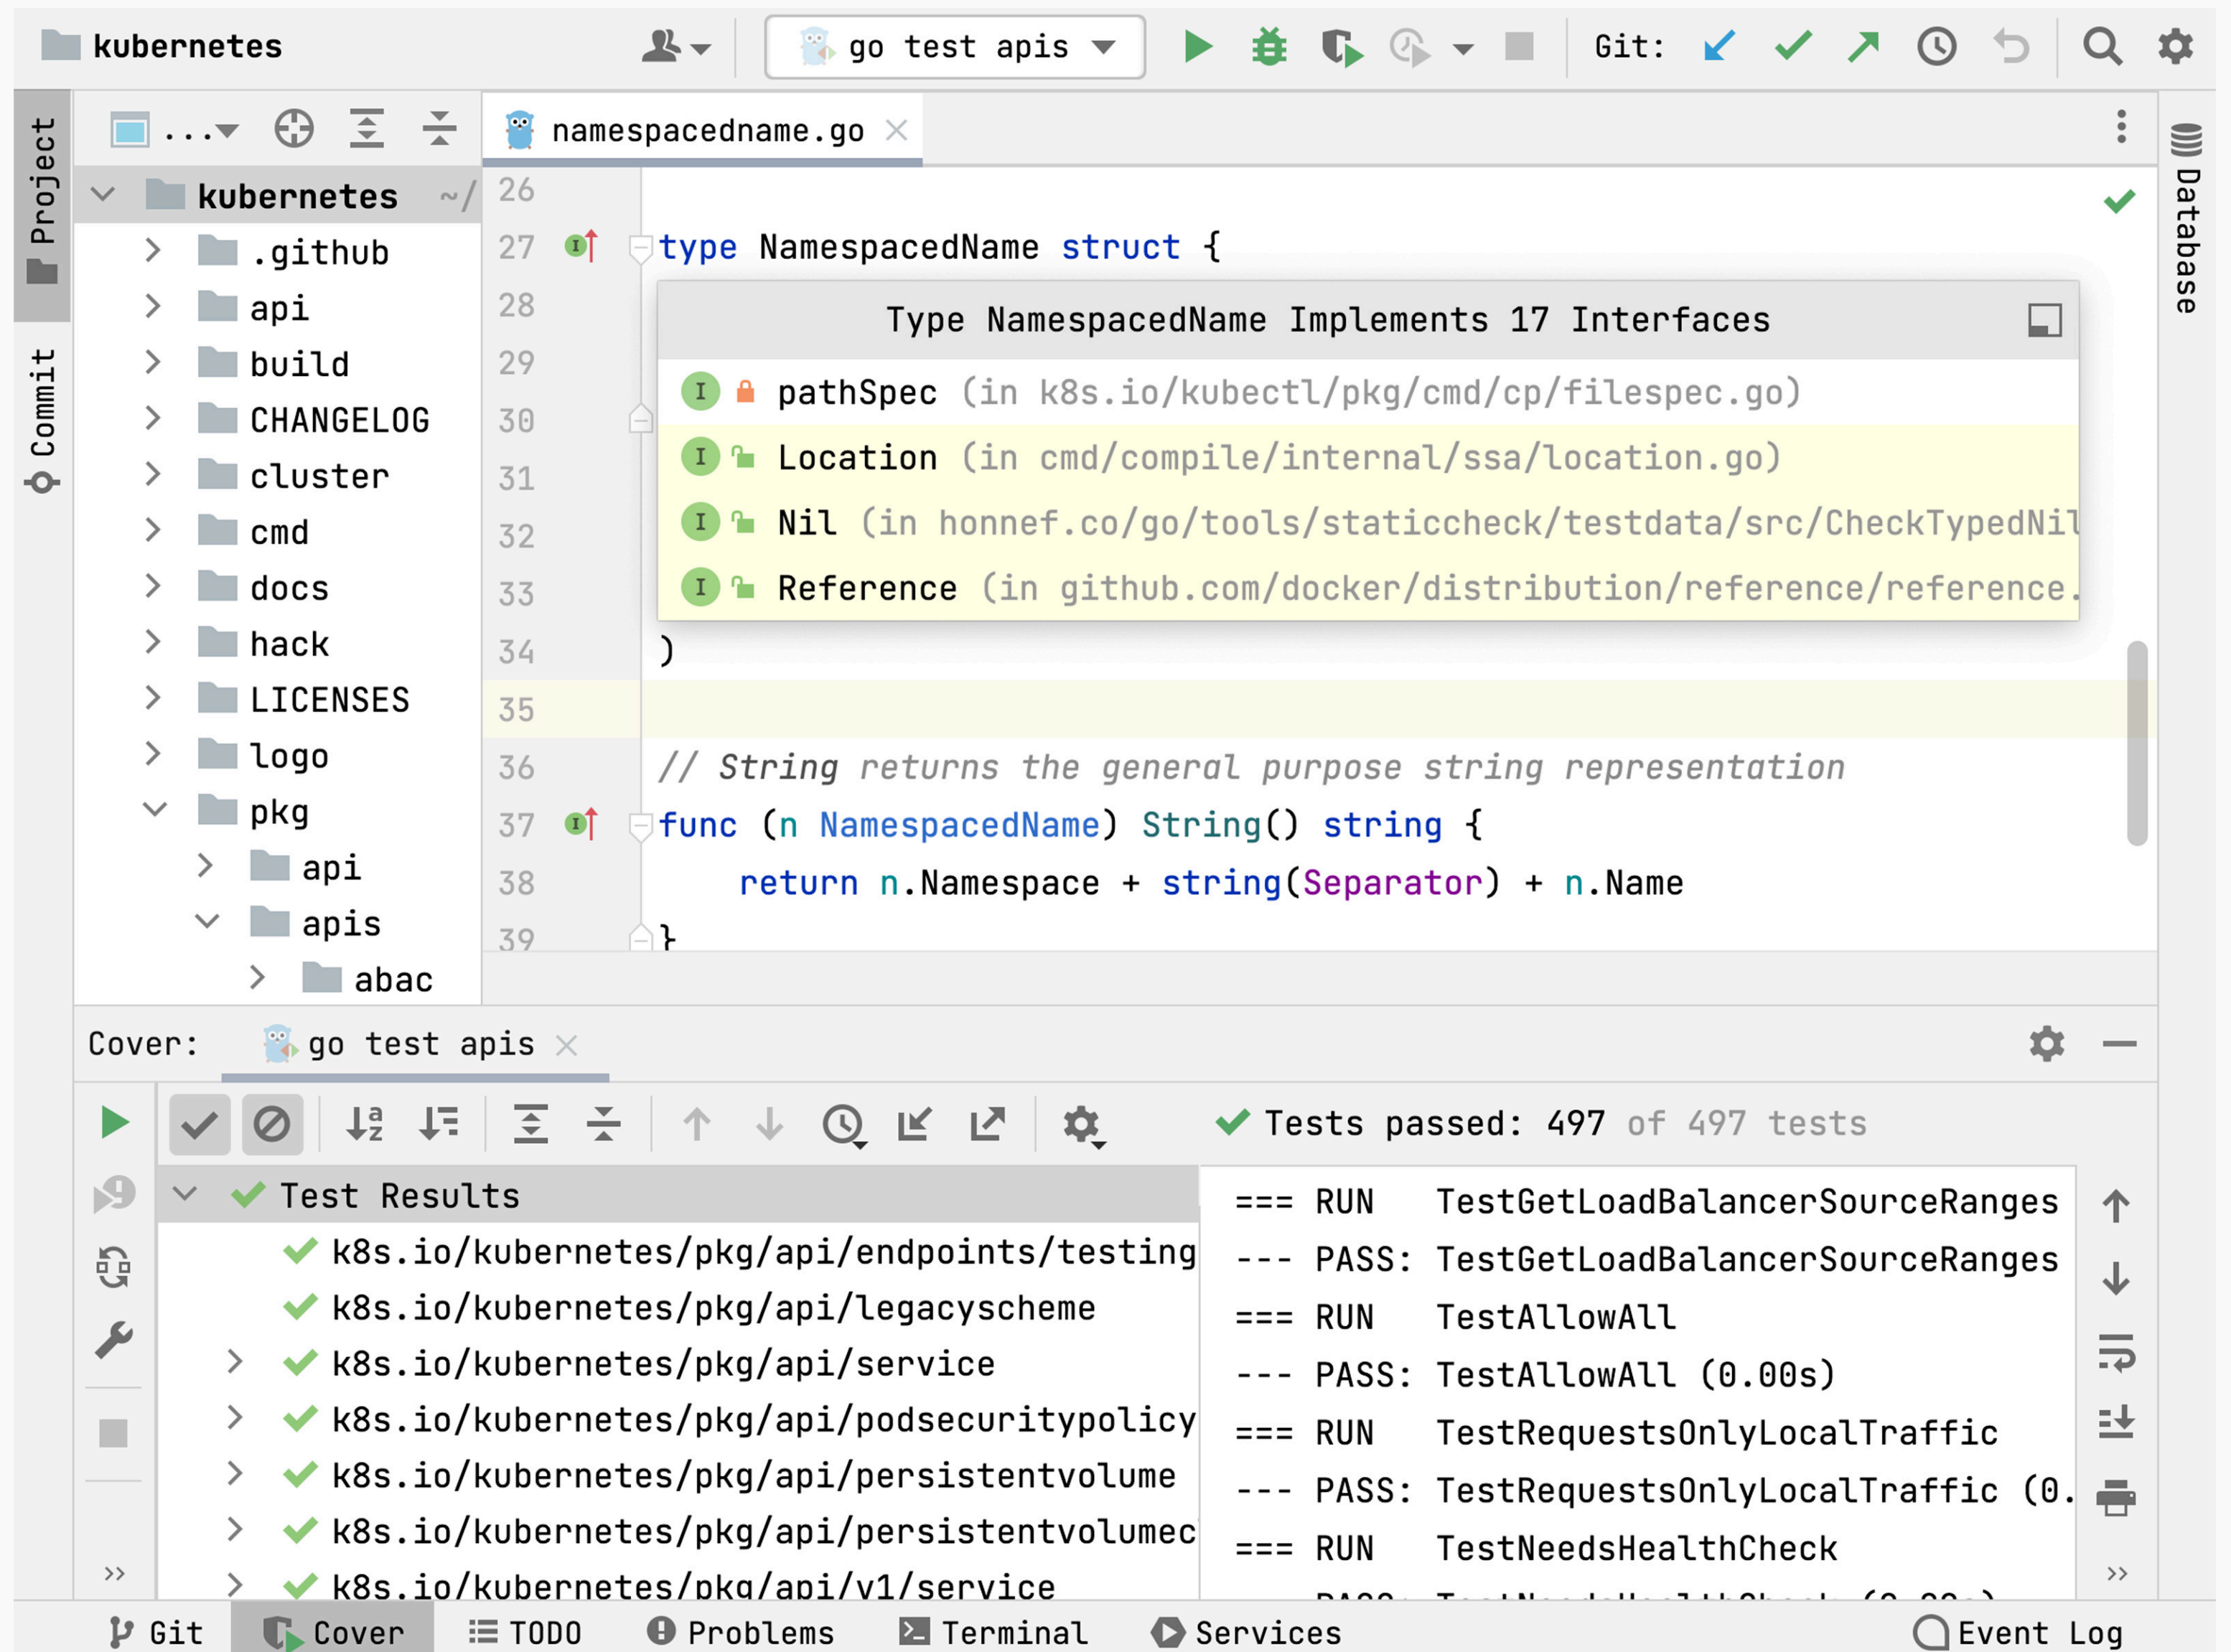 kubernetes
go test apis
Git:
Project
Commit
...
kubernetes ~/
.github
api
build
CHANGELOG
cluster
cmd
docs
hack
LICENSES
logo
pkg
api
apis
abac
namespacedname.go
26
27 type NamespacedName struct {
28
29
30
31
32
33
Type NamespacedName Implements 17 Interfaces
I pathSpec (in k8s.io/kubectl/pkg/cmd/cp/filespec.go)
I Location (in cmd/compile/internal/ssa/location.go)
I Nil (in honnef.co/go/tools/staticcheck/testdata/src/CheckTypedNil
I Reference (in github.com/docker/distribution/reference/reference.
34 )
35
36 // String returns the general purpose string representation
37 func (n NamespacedName) String() string {
38 return n.Namespace + string(Separator) + n.Name
39 }
Database
Cover: go test apis
Tests passed: 497 of 497 tests
Test Results
k8s.io/kubernetes/pkg/api/endpoints/testing
k8s.io/kubernetes/pkg/api/legacyscheme
k8s.io/kubernetes/pkg/api/service
k8s.io/kubernetes/pkg/api/podsecuritypolicy
k8s.io/kubernetes/pkg/api/persistentvolume
k8s.io/kubernetes/pkg/api/persistentvolumec
k8s.io/kubernetes/pkg/api/v1/service
=== RUN TestGetLoadBalancerSourceRanges
--- PASS: TestGetLoadBalancerSourceRanges
=== RUN TestAllowAll
--- PASS: TestAllowAll (0.00s)
=== RUN TestRequestsOnlyLocalTraffic
--- PASS: TestRequestsOnlyLocalTraffic (0.
=== RUN TestNeedsHealthCheck
Git
Cover
TODO
Problems
Terminal
Services
Event Log